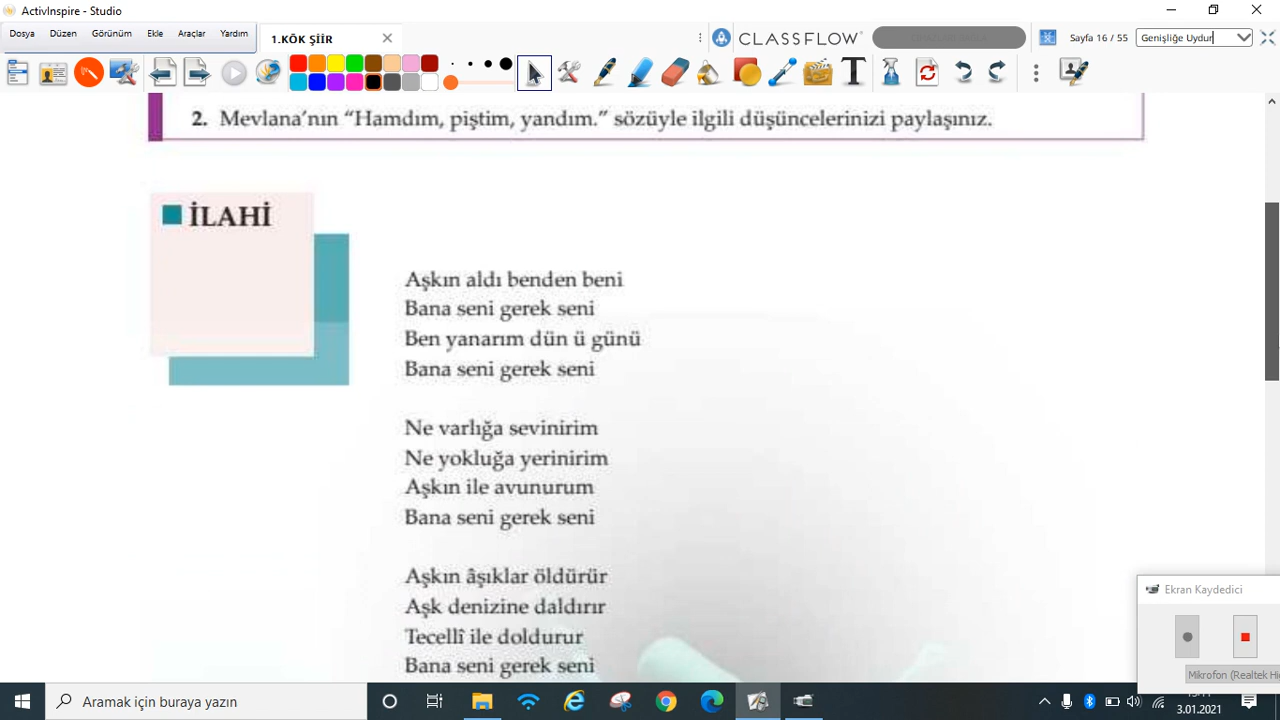 ActivInspire - Studio
Dosya Düzen Görünüm Ekle Araçlar Yardım
1.KÖK ŞİİR
CLASSFLOW
Sayfa 16 / 55
Genişliğe Uydur
2. Mevlana’nın “Hamdım, piştim, yandım.” sözüyle ilgili düşüncelerinizi paylaşınız.
İLAHİ
Aşkın aldı benden beni
Bana seni gerek seni
Ben yanarım dün ü günü
Bana seni gerek seni
Ne varlığa sevinirim
Ne yokluğa yerinirim
Aşkın ile avunurum
Bana seni gerek seni
Aşkın âşıklar öldürür
Aşk denizine daldırır
Tecellî ile doldurur
Bana seni gerek seni
Ekran Kaydedici
Mikrofon (Realtek
Aramak için buraya yazın
3.01.2021